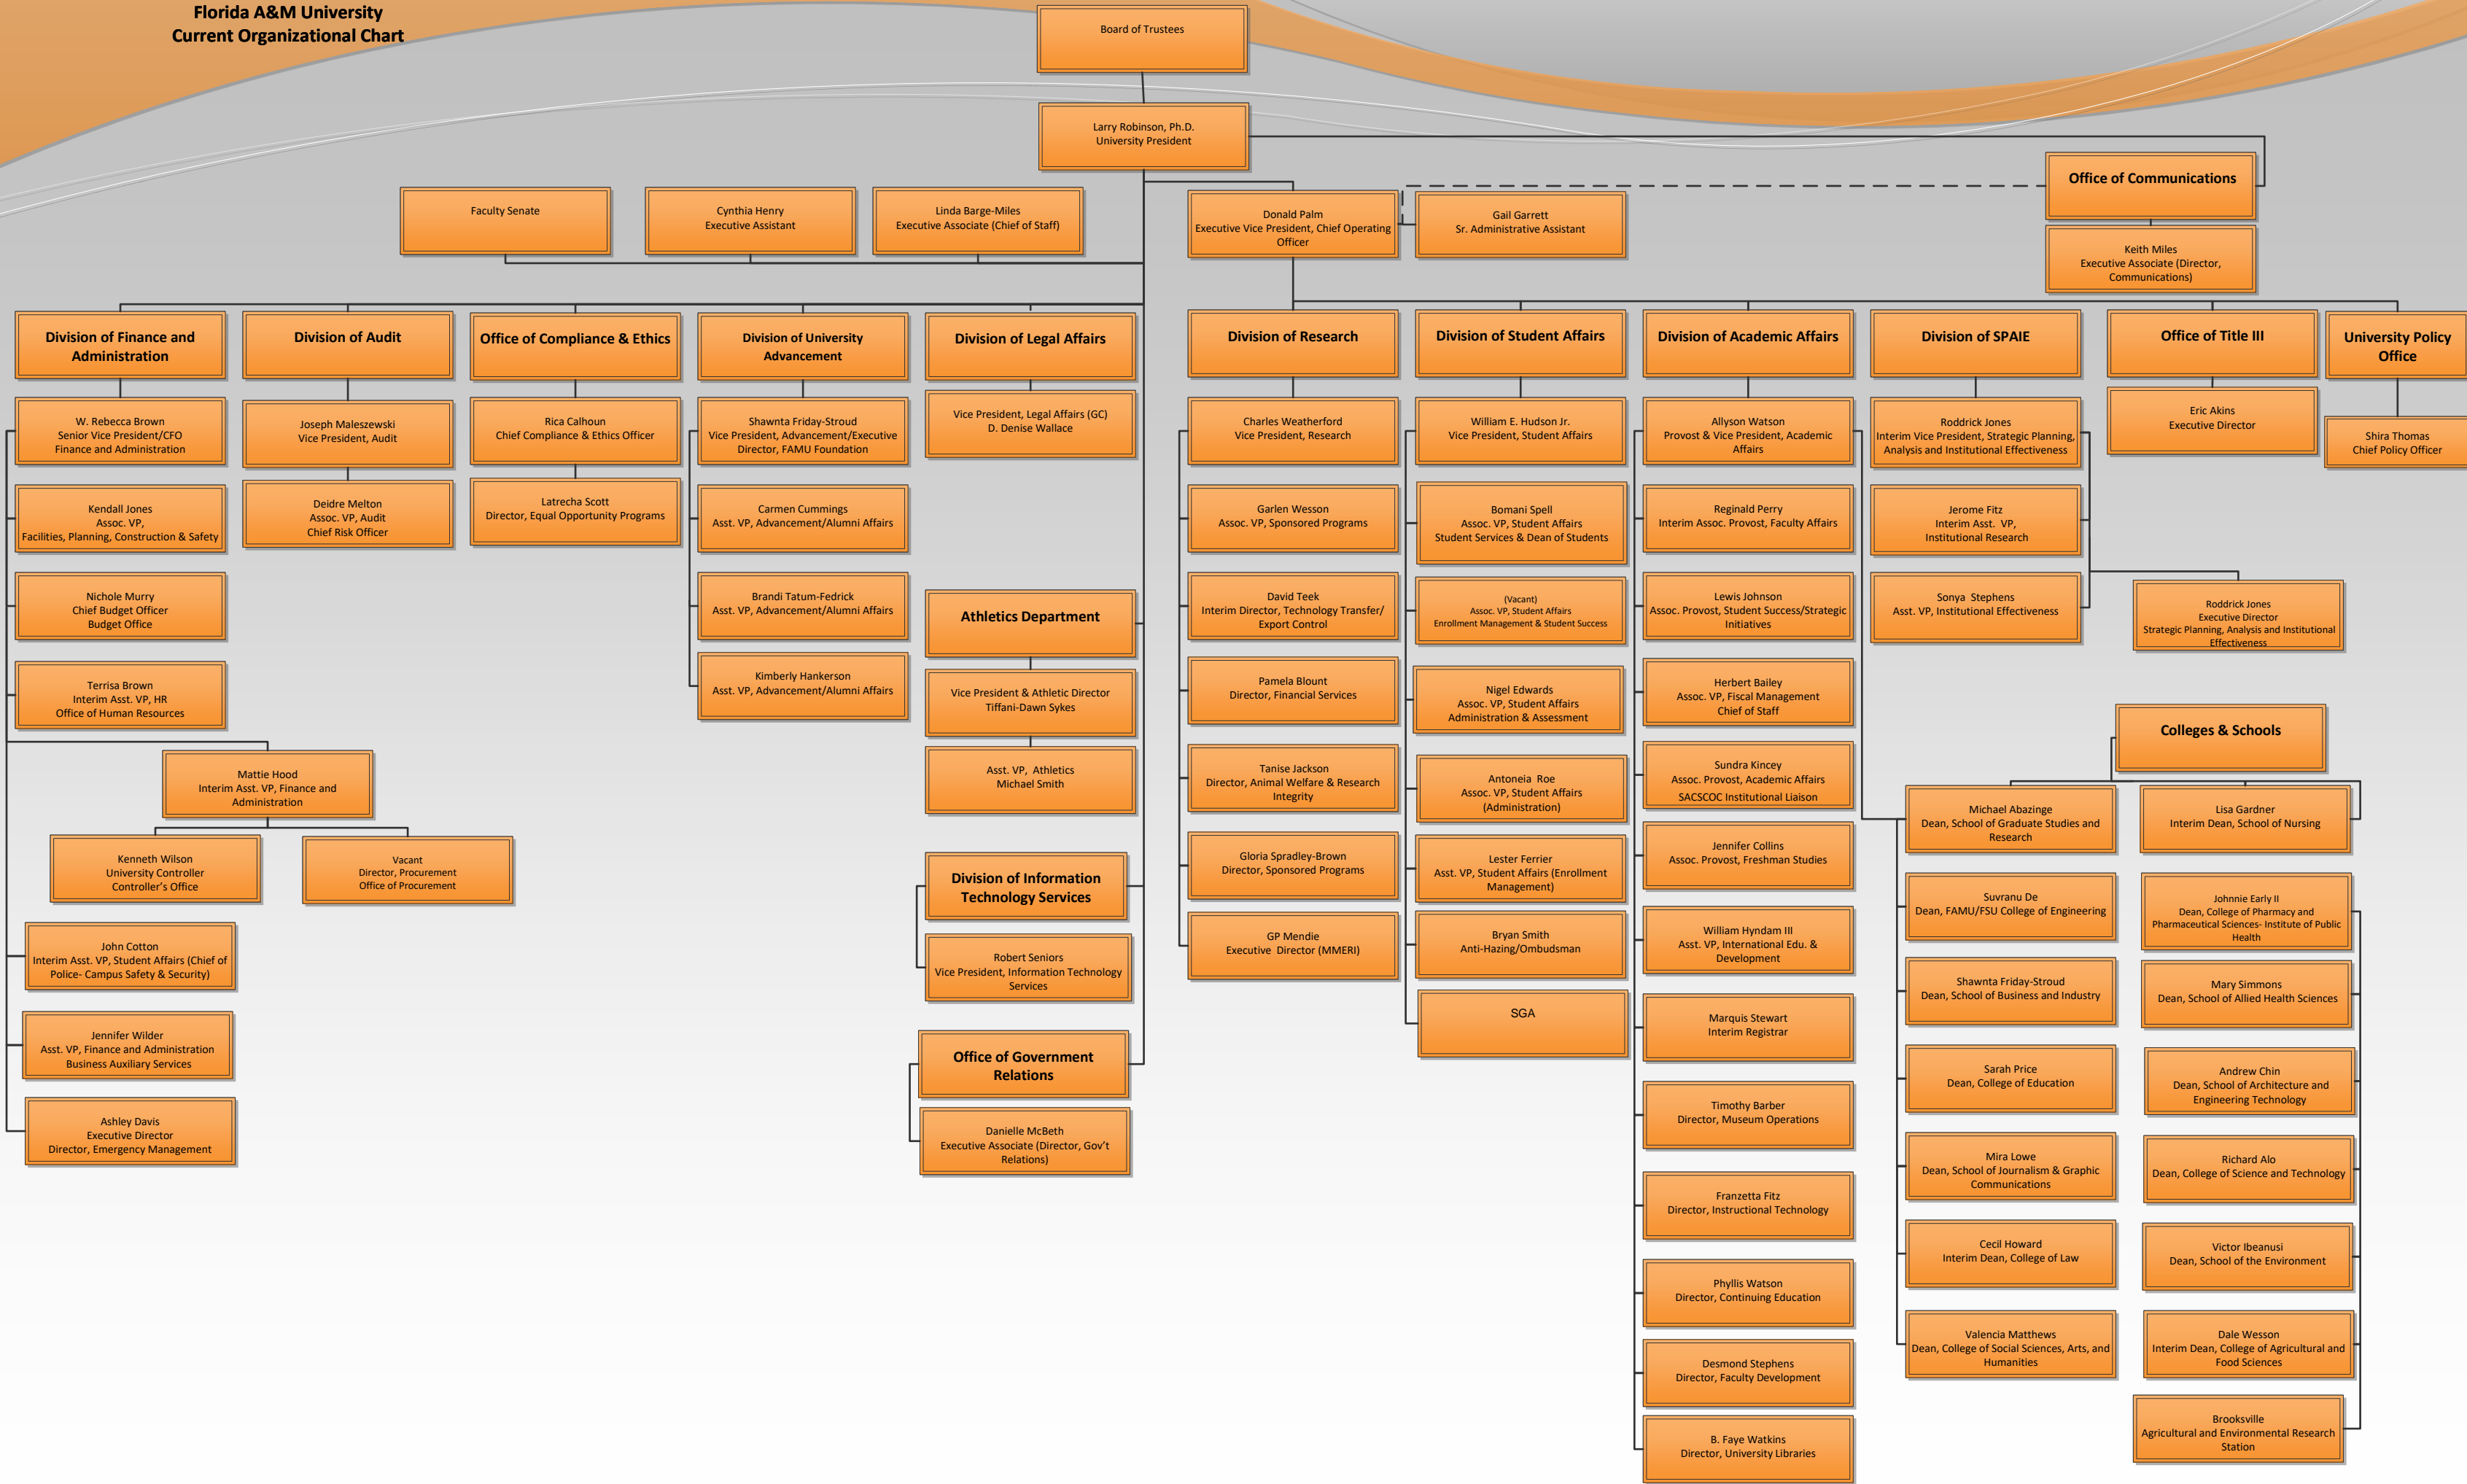 Florida A&M University
Current Organizational Chart
Board of Trustees
Larry Robinson, Ph.D.
University President
Office of Communications
Keith Miles
Executive Associate (Director,
Communications)
Faculty Senate
Cynthia Henry
Executive Assistant
Linda Barge-Miles
Executive Associate (Chief of Staff)
Donald Palm
Executive Vice President, Chief Operating
Officer
Gail Garrett
Sr. Administrative Assistant
Division of Finance and
Administration
W. Rebecca Brown
Senior Vice President/CFO
Finance and Administration
Kendall Jones
Assoc. VP,
Facilities, Planning, Construction & Safety
Nichole Murry
Chief Budget Officer
Budget Office
Terrisa Brown
Interim Asst. VP, HR
Office of Human Resources
Mattie Hood
Interim Asst. VP, Finance and
Administration
Kenneth Wilson
University Controller
Controller's Office
Vacant
Director, Procurement
Office of Procurement
John Cotton
Interim Asst. VP, Student Affairs (Chief of
Police- Campus Safety & Security)
Jennifer Wilder
Asst. VP, Finance and Administration
Business Auxiliary Services
Ashley Davis
Executive Director
Director, Emergency Management
Division of Audit
Joseph Maleszewski
Vice President, Audit
Deidre Melton
Assoc. VP, Audit
Chief Risk Officer
Office of Compliance & Ethics
Rica Calhoun
Chief Compliance & Ethics Officer
Latrecha Scott
Director, Equal Opportunity Programs
Division of University
Advancement
Shawnta Friday-Stroud
Vice President, Advancement/Executive
Director, FAMU Foundation
Carmen Cummings
Asst. VP, Advancement/Alumni Affairs
Brandi Tatum-Fedrick
Asst. VP, Advancement/Alumni Affairs
Kimberly Hankerson
Asst. VP, Advancement/Alumni Affairs
Division of Legal Affairs
Vice President, Legal Affairs (GC)
D. Denise Wallace
Athletics Department
Vice President & Athletic Director
Tiffani-Dawn Sykes
Asst. VP, Athletics
Michael Smith
Division of Information
Technology Services
Robert Seniors
Vice President, Information Technology
Services
Office of Government
Relations
Danielle McBeth
Executive Associate (Director, Gov't
Relations)
Division of Research
Charles Weatherford
Vice President, Research
Garlen Wesson
Assoc. VP, Sponsored Programs
David Teek
Interim Director, Technology Transfer/
Export Control
Pamela Blount
Director, Financial Services
Tanise Jackson
Director, Animal Welfare & Research
Integrity
Gloria Spradley-Brown
Director, Sponsored Programs
GP Mendie
Executive Director (MMERI)
Division of Student Affairs
William E. Hudson Jr.
Vice President, Student Affairs
Bomani Spell
Assoc. VP, Student Affairs
Student Services & Dean of Students
(Vacant)
Assoc. VP, Student Affairs
Enrollment Management & Student Success
Nigel Edwards
Assoc. VP, Student Affairs
Administration & Assessment
Antoneia Roe
Assoc. VP, Student Affairs
(Administration)
Lester Ferrier
Asst. VP, Student Affairs (Enrollment
Management)
Bryan Smith
Anti-Hazing/Ombudsman
SGA
Division of Academic Affairs
Allyson Watson
Provost & Vice President, Academic
Affairs
Reginald Perry
Interim Assoc. Provost, Faculty Affairs
Lewis Johnson
Assoc. Provost, Student Success/Strategic
Initiatives
Herbert Bailey
Assoc. VP, Fiscal Management
Chief of Staff
Sundra Kincey
Assoc. Provost, Academic Affairs
SACSCOC Institutional Liaison
Jennifer Collins
Assoc. Provost, Freshman Studies
William Hyndam III
Asst. VP, International Edu. &
Development
Marquis Stewart
Interim Registrar
Timothy Barber
Director, Museum Operations
Franzetta Fitz
Director, Instructional Technology
Phyllis Watson
Director, Continuing Education
Desmond Stephens
Director, Faculty Development
B. Faye Watkins
Director, University Libraries
Division of SPAIE
Roddrick Jones
Interim Vice President, Strategic Planning,
Analysis and Institutional Effectiveness
Jerome Fitz
Interim Asst. VP,
Institutional Research
Sonya Stephens
Asst. VP, Institutional Effectiveness
Roddrick Jones
Executive Director
Strategic Planning, Analysis and Institutional
Effectiveness
Office of Title III
Eric Akins
Executive Director
University Policy
Office
Shira Thomas
Chief Policy Officer
Colleges & Schools
Michael Abazinge
Dean, School of Graduate Studies and
Research
Suvranu De
Dean, FAMU/FSU College of Engineering
Shawnta Friday-Stroud
Dean, School of Business and Industry
Sarah Price
Dean, College of Education
Mira Lowe
Dean, School of Journalism & Graphic
Communications
Cecil Howard
Interim Dean, College of Law
Valencia Matthews
Dean, College of Social Sciences, Arts, and
Humanities
Lisa Gardner
Interim Dean, School of Nursing
Johnnie Early II
Dean, College of Pharmacy and
Pharmaceutical Sciences- Institute of Public
Health
Mary Simmons
Dean, School of Allied Health Sciences
Andrew Chin
Dean, School of Architecture and
Engineering Technology
Richard Alo
Dean, College of Science and Technology
Victor Ibeanusi
Dean, School of the Environment
Dale Wesson
Interim Dean, College of Agricultural and
Food Sciences
Brooksville
Agricultural and Environmental Research
Station